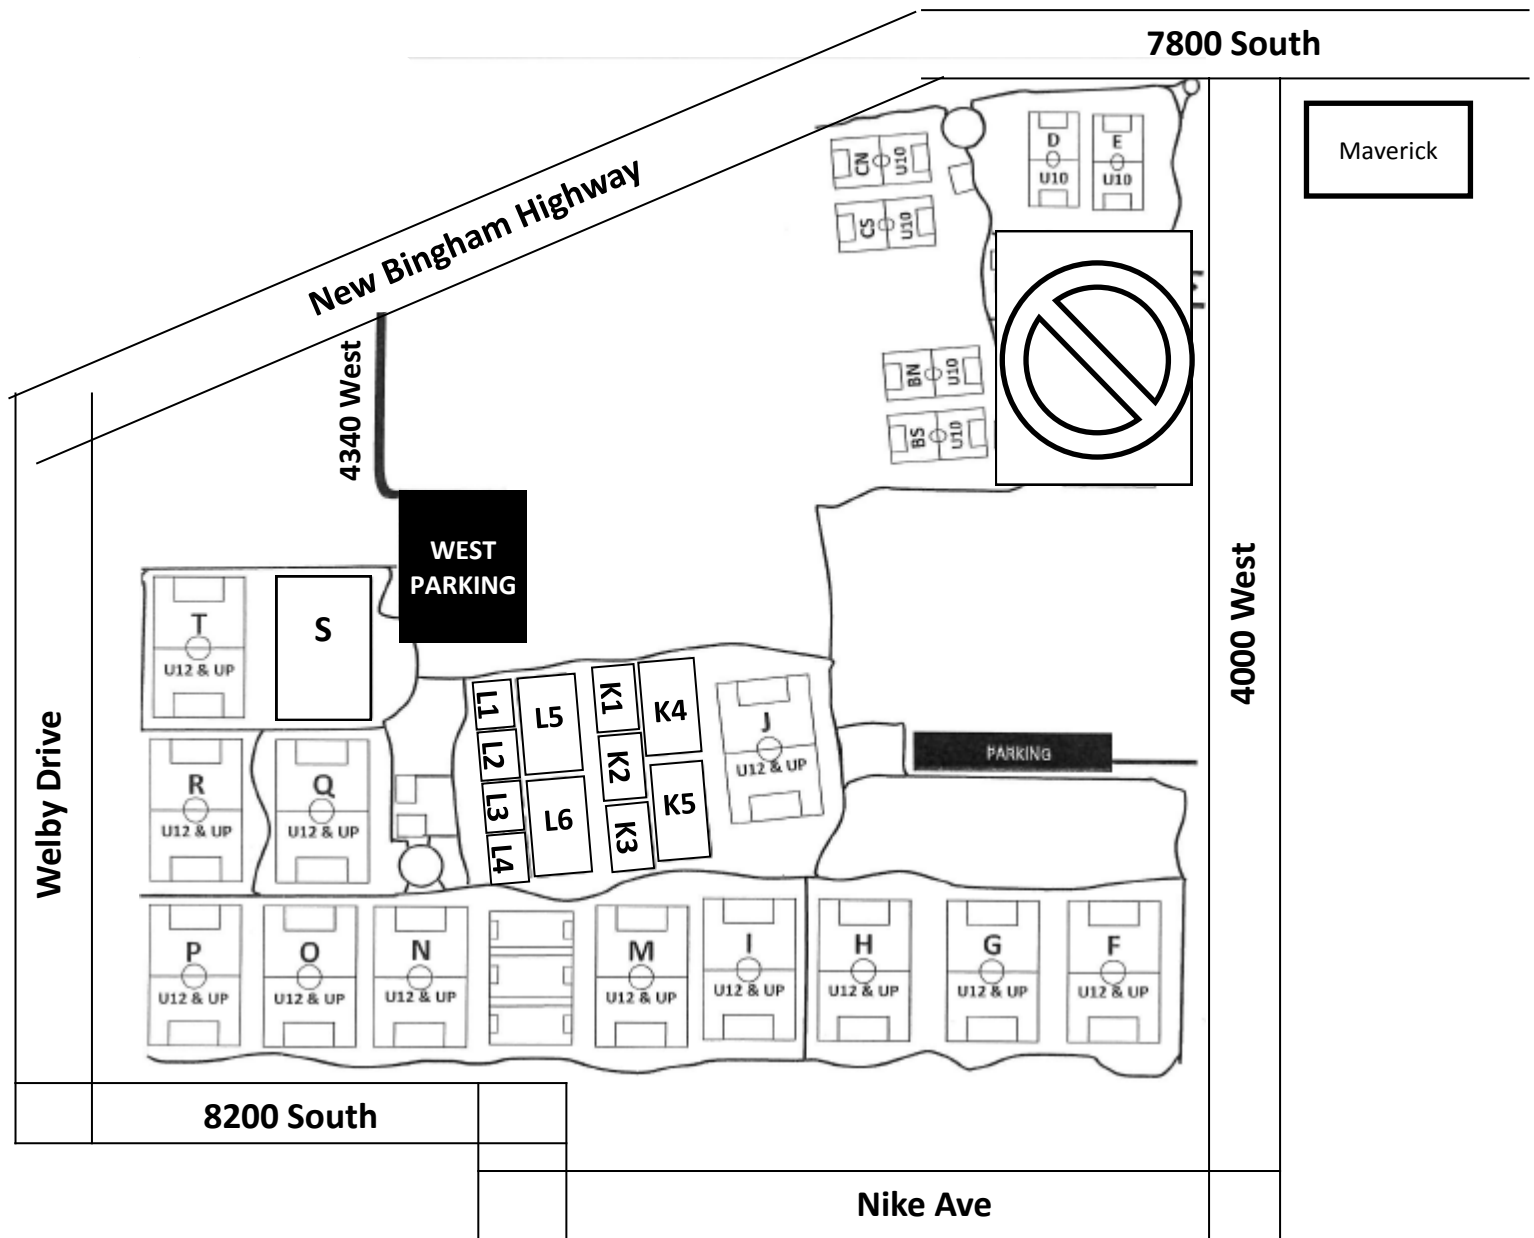 7800 South
Maverick
New Bingham Highway
D
U10
E
U10
CN
U10
CS
U10
4340 West
BN
U10
BS
U10
WEST
PARKING
4000 West
T
U12 & UP
S
L1
L2
L3
L4
L5
L6
K1
K2
K3
K4
K5
J
U12 & UP
PARKING
Welby Drive
R
U12 & UP
Q
U12 & UP
P
U12 & UP
O
U12 & UP
N
U12 & UP
M
U12 & UP
I
U12 & UP
H
U12 & UP
G
U12 & UP
F
U12 & UP
8200 South
Nike Ave